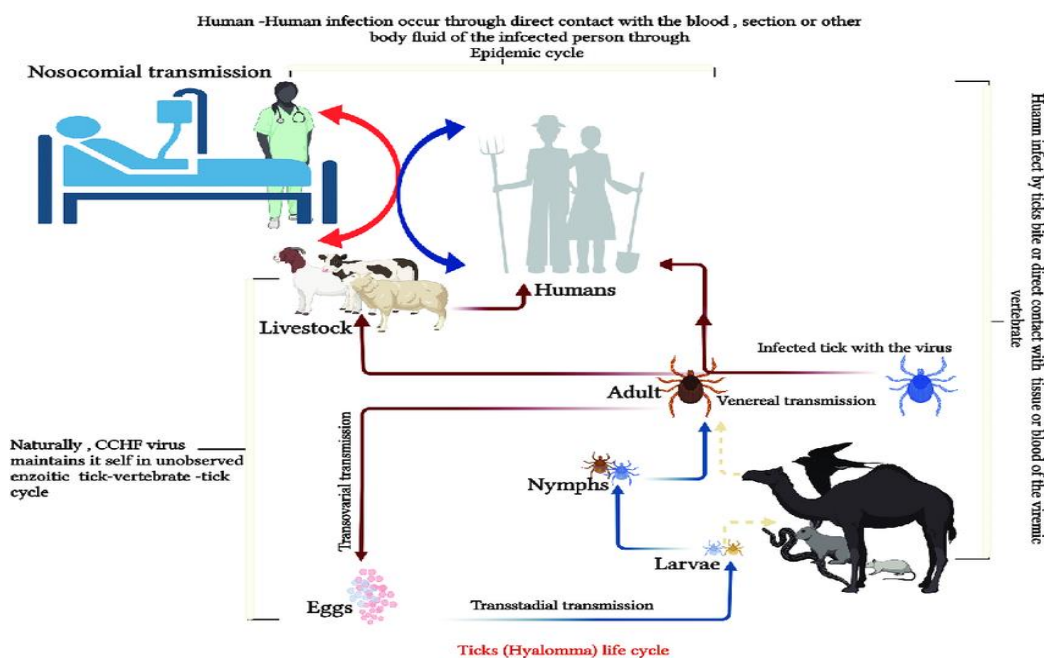 Human -Human infection occur through direct contact with the blood , section or other
body fluid of the infcected person through
Epidemic cycle
Nosocomial transmission
Huamn infect by ticks bite or direct contact with tissue or blood of the viremic
vertebrate
Livestock
Humans
Infected tick with the virus
Adult
Venereal transmission
Naturally , CCHF virus
maintains it self in unobserved
enzoitic tick-vertebrate -tick
cycle
Transovarial transmission
Nymphs
Larvae
Eggs
Transstadial transmission
Ticks (Hyalomma) life cycle